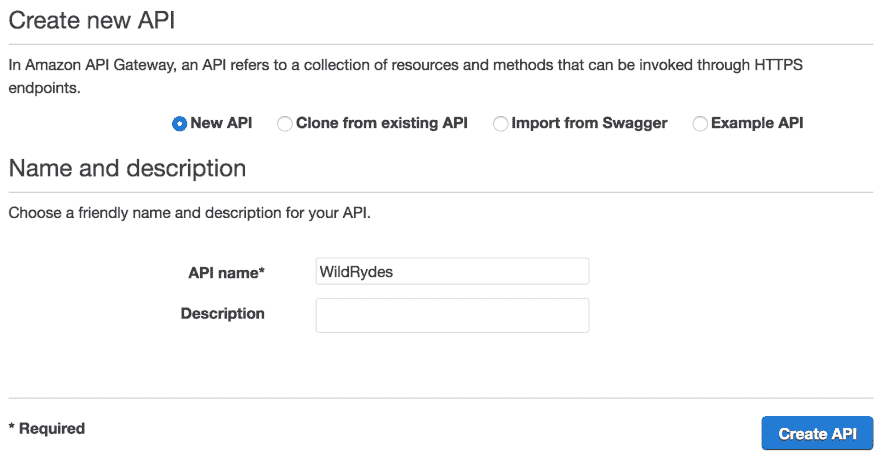 Create new API
In Amazon API Gateway, an API refers to a collection of resources and methods that can be invoked through HTTPS
endpoints.
New API Clone from existing API Import from Swagger Example API
Name and description
Choose a friendly name and description for your API.
API name* WildRydes
Description
* Required
Create API